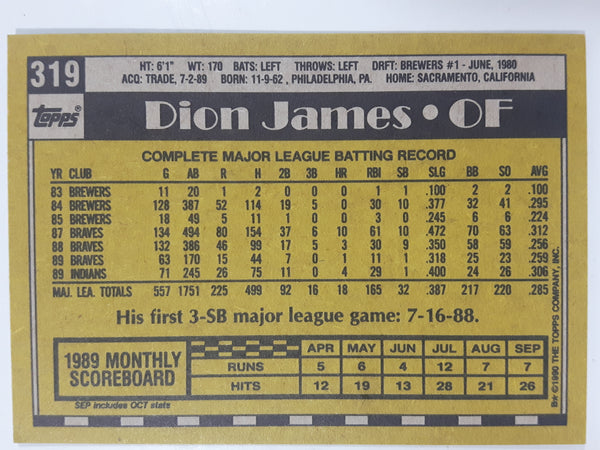 319
HT: 6'1" WT: 170 BATS: LEFT THROWS: LEFT DRFT: BREWERS #1 - JUNE, 1980
ACQ: TRADE, 7-2-89 BORN: 11-9-62 , PHILADELPHIA, PA. HOME: SACRAMENTO, CALIFORNIA
Topps®
Dion James • OF
COMPLETE MAJOR LEAGUE BATTING RECORD
YR CLUB G AB R H 2B 3B HR RBI SB SLG BB SO AVG
83 BREWERS 11 20 1 2 0 0 0 1 1 .100 2 2 .100
84 BREWERS 128 387 52 114 19 5 1 30 10 .377 32 41 .295
85 BREWERS 18 49 5 11 1 0 0 3 0 .245 6 6 .224
87 BRAVES 134 494 80 154 37 6 10 61 10 .472 70 63 .312
88 BRAVES 132 386 46 99 17 5 3 30 9 .350 58 59 .256
89 BRAVES 63 170 15 44 7 0 1 11 1 .318 25 23 .259
89 INDIANS 71 245 26 75 11 0 4 29 1 .400 24 26 .306
MAJ. LEA. TOTALS 557 1751 225 499 92 16 18 165 32 .387 217 220 .285
His first 3-SB major league game: 7-16-88.
1989 MONTHLY SCOREBOARD
APR MAY JUN JUL AUG SEP
RUNS 5 6 4 12 7 7
HITS 12 19 13 28 21 26
SEP includes OCT stats
B* ©1990 THE TOPPS COMPANY, INC.